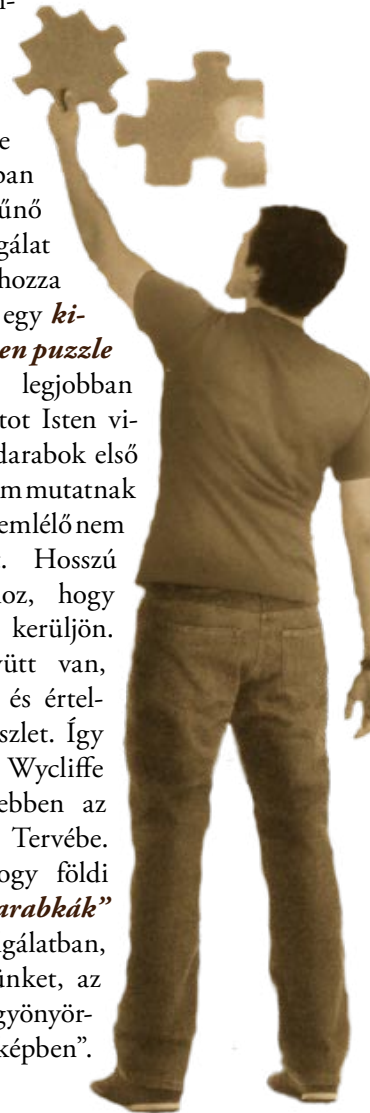 e
ban
űnő
gálat
hozza
egy ki-
en puzzle
legjobban
tot Isten vi-
darabok első
m mutatnak
emlélő nem
Hosszú
oz, hogy
kerüljön.
ütt van,
és értel-
szlet. Így
Wycliffe
ebben az
Tervébe.
ogy földi
arabkák”
gálatban,
ünket, az
gyönyör-
képben”.